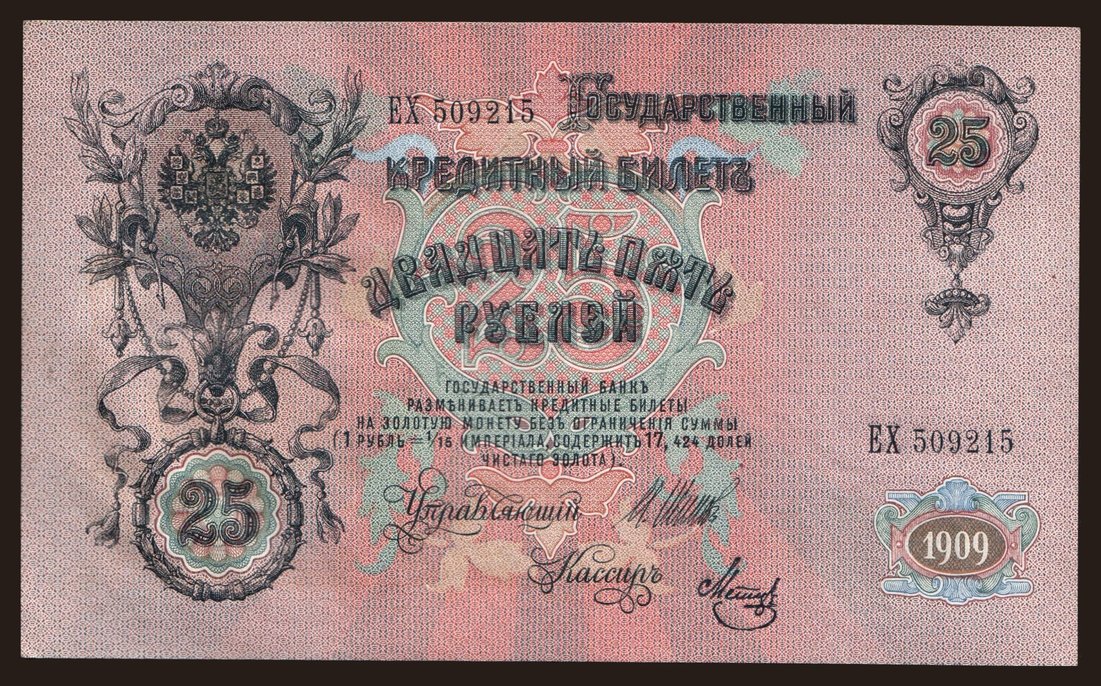 ЕХ 509215 Государственный
кредитный билетъ
25
25
Двадцать пять
рублей
Государственный банкъ
размѣниваетъ кредитные билеты
на золотую монету безъ ограниченія суммы
(1 рубль = 1/15 имперіала, содержитъ 17, 424 долей
чистаго золота)
ЕХ 509215
Управляющій
Кассиръ
25
1909